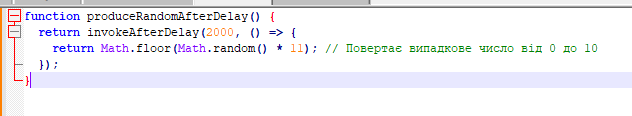 function produceRandomAfterDelay() {
  return invokeAfterDelay(2000, () => {
    return Math.floor(Math.random() * 11); // Повертає випадкове число від 0 до 10
  });
}